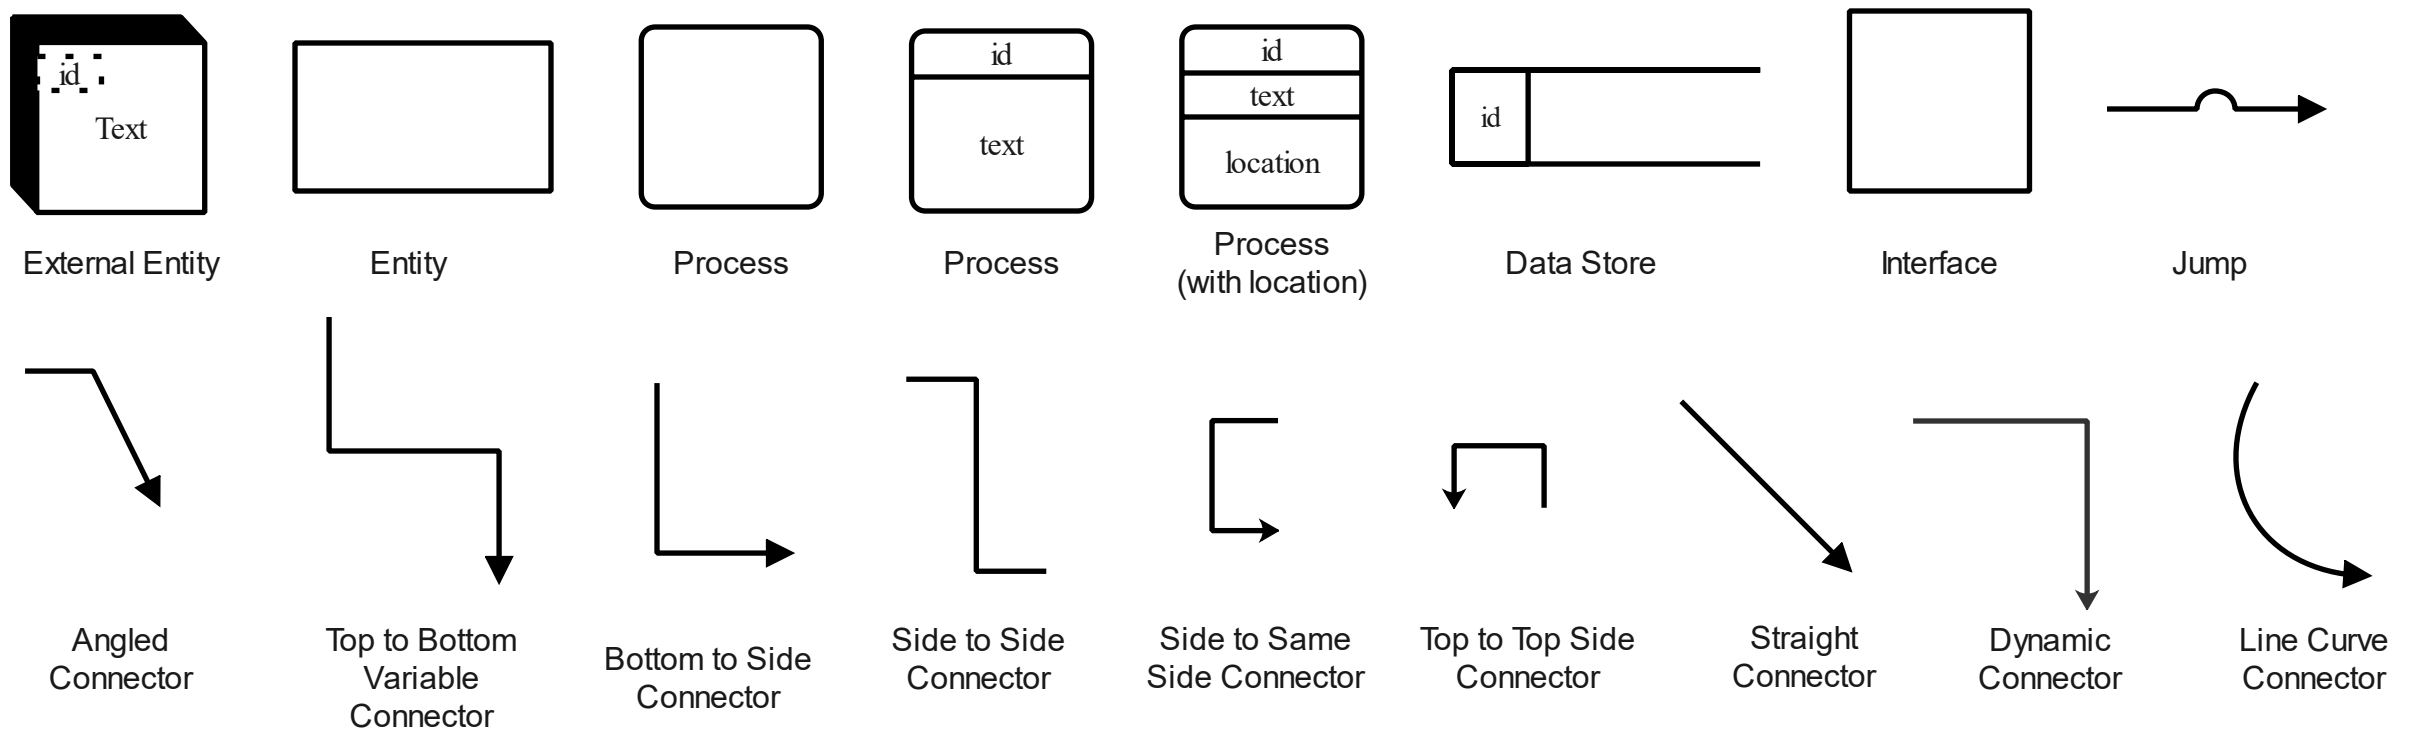 id
Text
id
text
id
text
location
id
External Entity
Entity
Process
Process
Process
(with location)
Data Store
Interface
Jump
Angled
Connector
Top to Bottom
Variable
Connector
Bottom to Side
Connector
Side to Side
Connector
Side to Same
Side Connector
Top to Top Side
Connector
Straight
Connector
Dynamic
Connector
Line Curve
Connector